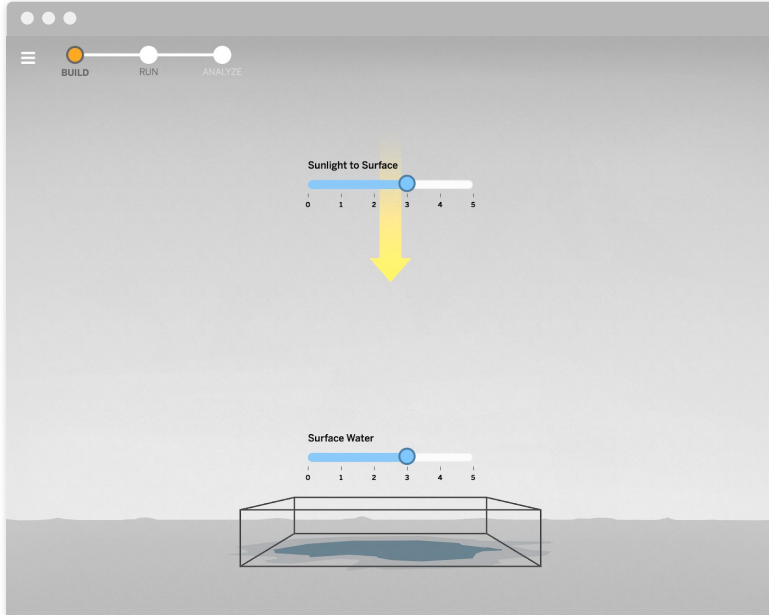 BUILD
RUN
ANALYZE
Sunlight to Surface
0 1 2 3 4 5
Surface Water
0 1 2 3 4 5